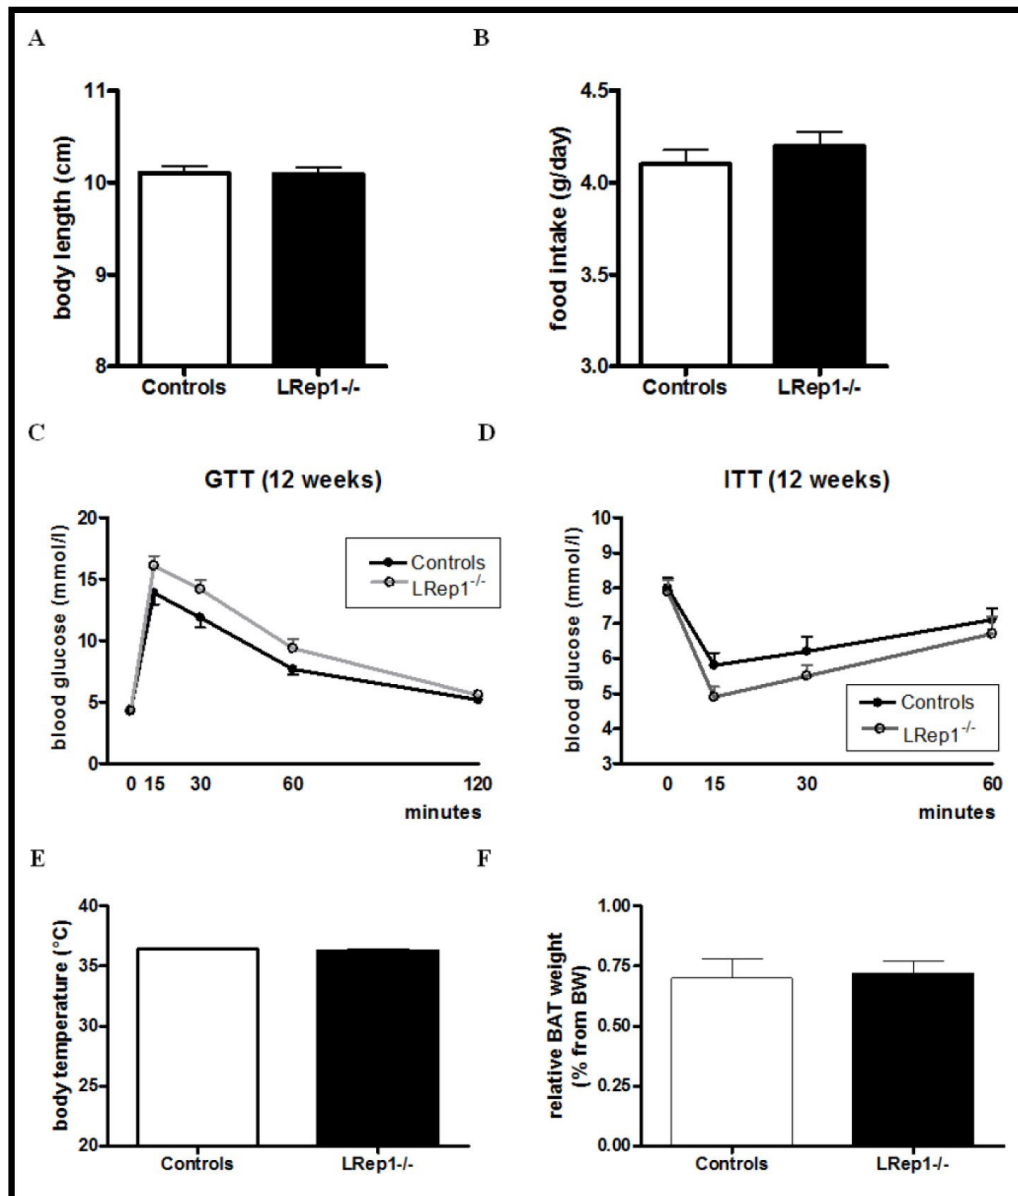 A
B
11
10
9
8
body length (cm)
Controls
LRep1-/-
4.5
4.0
3.5
3.0
food intake (g/day)
Controls
LRep1-/-
C
D
GTT (12 weeks)
20
15
10
5
0
blood glucose (mmol/l)
Controls
LRep1-/-
0 15 30 60 120
minutes
ITT (12 weeks)
10
9
8
7
6
5
4
3
blood glucose (mmol/l)
Controls
LRep1-/-
0 15 30 60
minutes
E
F
40
35
30
25
20
body temperature (°C)
Controls
LRep1-/-
1.00
0.75
0.50
0.25
0.00
relative BAT weight
(% from BW)
Controls
LRep1-/-